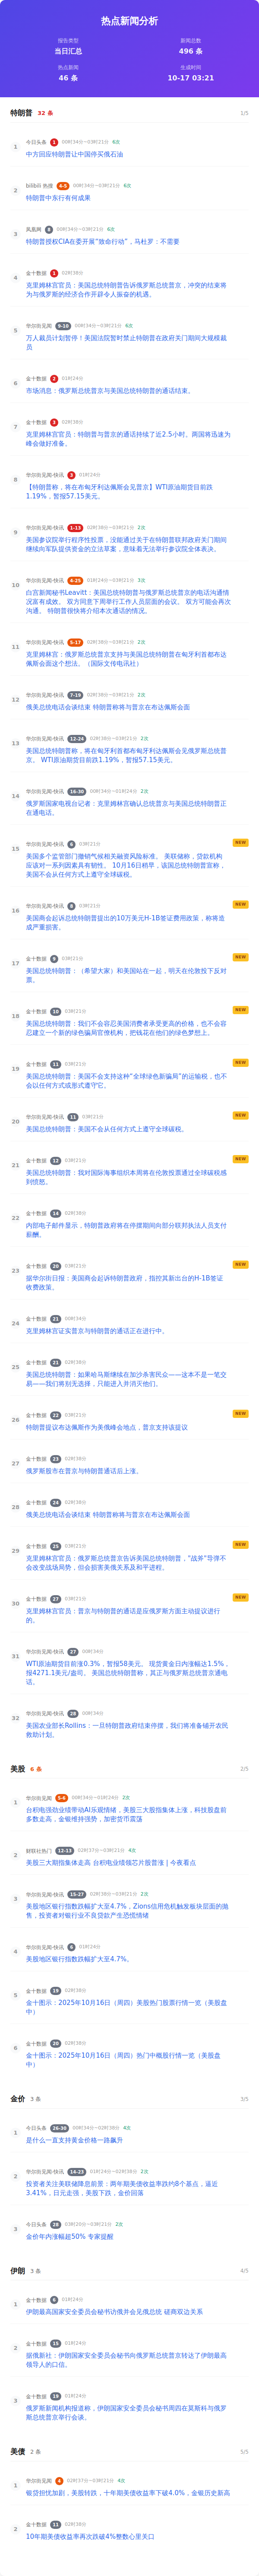 热点新闻分析
报告类型
新闻总数
当日汇总
496 条
热点新闻
生成时间
46 条
10-17 03:21
特朗普 32 条 1/5
1 今日头条 1 00时34分~03时21分 6次
中方回应特朗普让中国停买俄石油
2 bilibili 热搜 4-5 00时34分~03时21分 6次
特朗普中东行有何成果
3 凤凰网 8 00时34分~03时21分 6次
特朗普授权CIA在委开展“致命行动”，马杜罗：不需要
4 金十数据 1 02时38分
克里姆林宫官员：美国总统特朗普告诉俄罗斯总统普京，冲突的结束将
为与俄罗斯的经济合作开辟令人振奋的机遇。
5 华尔街见闻 9-10 00时34分~03时21分 6次
万人裁员计划暂停！美国法院暂时禁止特朗普在政府关门期间大规模裁
员
6 金十数据 2 01时24分
市场消息：俄罗斯总统普京与美国总统特朗普的通话结束。
7 金十数据 3 02时38分
克里姆林宫官员：特朗普与普京的通话持续了近2.5小时。两国将迅速为
峰会做好准备。
8 华尔街见闻-快讯 3 01时24分
【特朗普称，将在布达佩斯会见普京】WTI原油期货目前跌
1.19%，暂报57.15美元。
9 华尔街见闻-快讯 1-13 02时38分~03时21分 2次
美国参议院举行程序性投票，没能通过关于在特朗普联邦政府关门期间
继续向军队提供资金的立法草案，意味着无法举行参议院全体表决。
10 华尔街见闻-快讯 4-25 01时24分~03时21分 3次
白宫新闻秘书Leavitt：美国总统特朗普与俄罗斯总统普京的电话沟通情
况富有成效。 双方同意下周举行工作人员层面的会议。 双方可能会再次
沟通。 特朗普很快将介绍本次通话的情况。
11 华尔街见闻-快讯 5-17 02时38分~03时21分 2次
克里姆林宫：俄罗斯总统普京支持与美国总统特朗普在匈牙利首都布达
佩斯会面这个想法。（国际文传电讯社）
12 华尔街见闻-快讯 7-19 02时38分~03时21分 2次
俄美总统电话会谈结束 特朗普称将与普京在布达佩斯会面
13 华尔街见闻-快讯 12-24 02时38分~03时21分 2次
美国总统特朗普称，将在匈牙利首都布达佩斯会见俄罗斯总统普
京。 WTI原油期货目前跌1.19%，暂报57.15美元。
14 华尔街见闻-快讯 16-30 00时34分~01时24分 2次
俄罗斯国家电视台记者：克里姆林宫确认总统普京与美国总统特朗普正
在通电话。
15 华尔街见闻-快讯 6 03时21分 NEW
美国多个监管部门撤销气候相关融资风险标准。 美联储称，贷款机构
应该对一系列因素具有韧性。 10月16日稍早，该国总统特朗普宣称，
美国不会从任何方式上遵守全球碳税。
16 华尔街见闻-快讯 8 03时21分 NEW
美国商会起诉总统特朗普提出的10万美元H-1B签证费用政策，称将造
成严重损害。
17 金十数据 9 03时21分 NEW
美国总统特朗普：（希望大家）和美国站在一起，明天在伦敦投下反对
票。
18 金十数据 10 03时21分 NEW
美国总统特朗普：我们不会容忍美国消费者承受更高的价格，也不会容
忍建立一个新的绿色骗局官僚机构，把钱花在他们的绿色梦想上。
19 金十数据 11 03时21分 NEW
美国总统特朗普：美国不会支持这种“全球绿色新骗局”的运输税，也不
会以任何方式或形式遵守它。
20 华尔街见闻-快讯 11 03时21分 NEW
美国总统特朗普：美国不会从任何方式上遵守全球碳税。
21 金十数据 12 03时21分 NEW
美国总统特朗普：我对国际海事组织本周将在伦敦投票通过全球碳税感
到愤怒。
22 金十数据 14 02时38分
内部电子邮件显示，特朗普政府将在停摆期间向部分联邦执法人员支付
薪酬。
23 金十数据 20 03时21分 NEW
据华尔街日报：美国商会起诉特朗普政府，指控其新出台的H-1B签证
收费政策。
24 金十数据 21 00时34分
克里姆林宫证实普京与特朗普的通话正在进行中。
25 金十数据 21 02时38分
美国总统特朗普：如果哈马斯继续在加沙杀害民众——这本不是一笔交
易——我们将别无选择，只能进入并消灭他们。
26 金十数据 22 03时21分 NEW
特朗普提议布达佩斯作为美俄峰会地点，普京支持该提议
27 金十数据 23 02时38分
俄罗斯股市在普京与特朗普通话后上涨。
28 金十数据 24 02时38分
俄美总统电话会谈结束 特朗普称将与普京在布达佩斯会面
29 金十数据 25 03时21分 NEW
克里姆林宫官员：俄罗斯总统普京告诉美国总统特朗普，“战斧”导弹不
会改变战场局势，但会损害美俄关系及和平进程。
30 金十数据 27 03时21分 NEW
克里姆林宫官员：普京与特朗普的通话是应俄罗斯方面主动提议进行
的。
31 华尔街见闻-快讯 27 00时34分
WTI原油期货目前涨0.3%，暂报58美元。 现货黄金日内涨幅达1.5%，
报4271.1美元/盎司。 美国总统特朗普称，其正与俄罗斯总统普京通电
话。
32 华尔街见闻-快讯 28 00时34分
美国农业部长Rollins：一旦特朗普政府结束停摆，我们将准备铺开农民
救助计划。
美股 6 条 2/5
1 华尔街见闻 5-6 00时34分~01时24分 2次
台积电强劲业绩带动AI乐观情绪，美股三大股指集体上涨，科技股盘前
多数走高，金银维持强势，加密货币震荡
2 财联社热门 12-13 02时37分~03时21分 4次
美股三大期指集体走高 台积电业绩领芯片股普涨 | 今夜看点
3 华尔街见闻-快讯 15-27 02时38分~03时21分 2次
美股地区银行指数跌幅扩大至4.7%，Zions信用危机触发板块层面的抛
售，投资者对银行业不良贷款产生恐慌情绪
4 华尔街见闻-快讯 6 01时24分
美股地区银行指数跌幅扩大至4.7%。
5 金十数据 19 02时38分
金十图示：2025年10月16日（周四）美股热门股票行情一览（美股盘
中）
6 金十数据 20 02时38分
金十图示：2025年10月16日（周四）热门中概股行情一览（美股盘
中）
金价 3 条 3/5
1 今日头条 26-30 00时34分~02时38分 4次
是什么一直支持黄金价格一路飙升
2 华尔街见闻-快讯 14-23 01时24分~02时38分 2次
投资者关注美联储降息前景：两年期美债收益率跌约8个基点，逼近
3.41%，日元走强，美股下跌，金价回落
3 今日头条 28 03时20分~03时21分 2次
金价年内涨幅超50% 专家提醒
伊朗 3 条 4/5
1 金十数据 6 01时24分
伊朗最高国家安全委员会秘书访俄并会见俄总统 磋商双边关系
2 金十数据 15 01时24分
据俄新社：伊朗国家安全委员会秘书向俄罗斯总统普京转达了伊朗最高
领导人的口信。
3 金十数据 19 01时24分
俄罗斯新闻机构报道称，伊朗国家安全委员会秘书周四在莫斯科与俄罗
斯总统普京举行会谈。
美债 2 条 5/5
1 华尔街见闻 4 02时37分~03时21分 4次
银贷担忧加剧，美股转跌，十年期美债收益率下破4.0%，金银历史新高
2 金十数据 11 02时38分
10年期美债收益率再次跌破4%整数心里关口